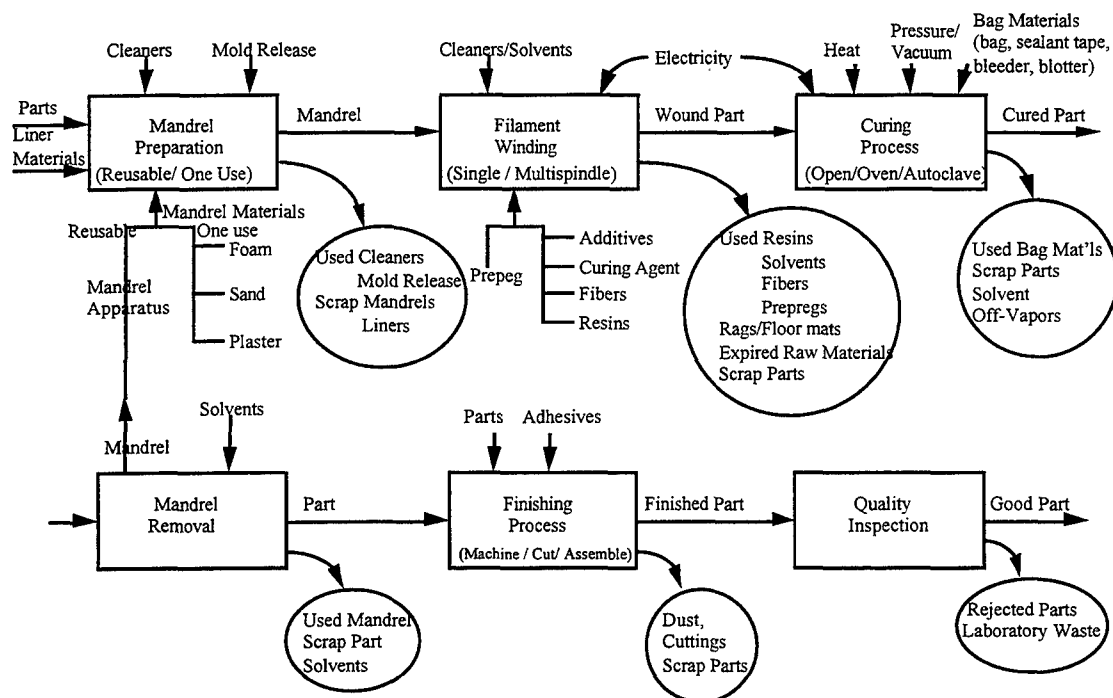 Cleaners
Mold Release
Cleaners/Solvents
Electricity
Heat
Pressure/
Vacuum
Bag Materials
(bag, sealant tape,
bleeder, blotter)
Parts
Liner
Materials
Mandrel
Preparation
(Reusable/ One Use)
Mandrel
Filament
Winding
(Single / Multispindle)
Wound Part
Curing
Process
(Open/Oven/Autoclave)
Cured Part
Mandrel Materials
Reusable
One use
Foam
Sand
Plaster
Mandrel
Apparatus
Used Cleaners
Mold Release
Scrap Mandrels
Liners
Prepeg
Additives
Curing Agent
Fibers
Resins
Used Resins
Solvents
Fibers
Prepregs
Rags/Floor mats
Expired Raw Materials
Scrap Parts
Used Bag Mat'ls
Scrap Parts
Solvent
Off-Vapors
Mandrel
Solvents
Parts
Adhesives
Mandrel
Removal
Part
Finishing
Process
(Machine / Cut/ Assemble)
Finished Part
Quality
Inspection
Good Part
Used Mandrel
Scrap Part
Solvents
Dust,
Cuttings
Scrap Parts
Rejected Parts
Laboratory Waste